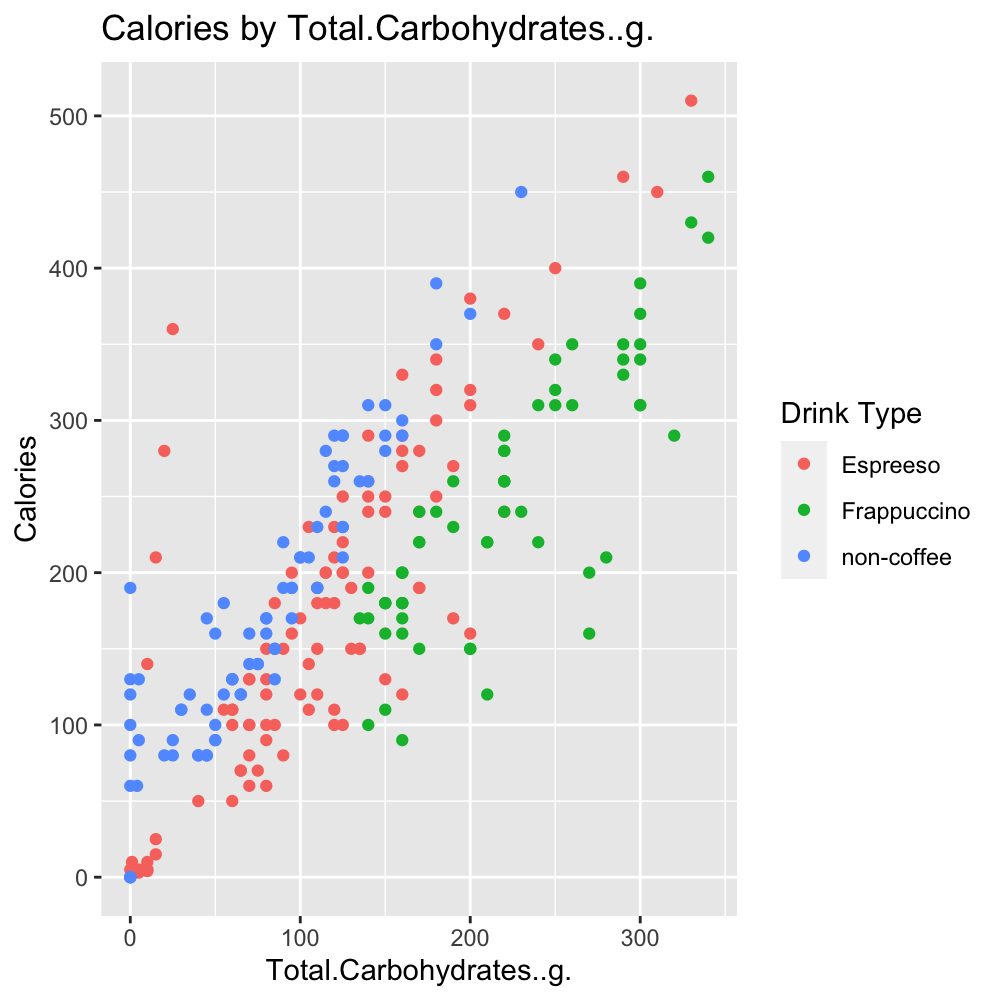 Calories by Total.Carbohydrates..g.
500
400
300
200
100
0
Calories
0 100 200 300
Total.Carbohydrates..g.
Drink Type
Espreeso
Frappuccino
non-coffee